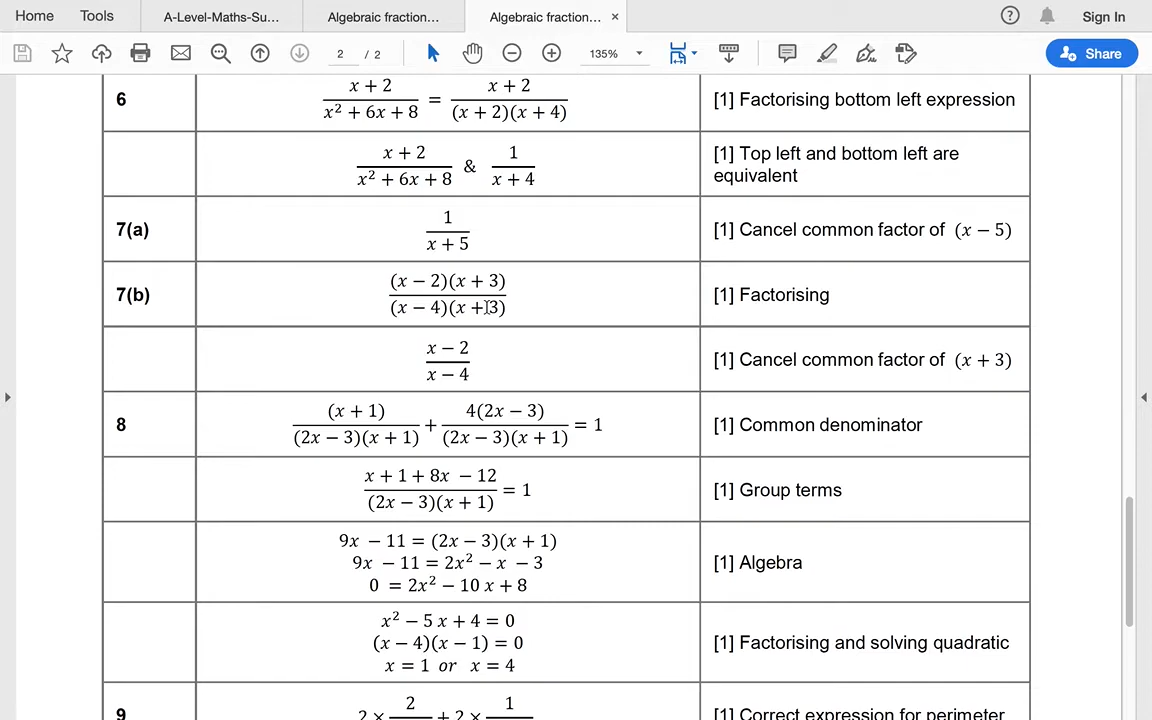 Home Tools A-Level-Maths-Su... Algebraic fraction... Algebraic fraction... × Sign In
2 / 2 135% Share
6 x + 2 / x² + 6x + 8 = x + 2 / (x + 2)(x + 4) [1] Factorising bottom left expression
x + 2 / x² + 6x + 8 & 1 / x + 4 [1] Top left and bottom left are
equivalent
7(a) 1 / x + 5 [1] Cancel common factor of (x − 5)
7(b) (x − 2)(x + 3) / (x − 4)(x + 3) [1] Factorising
x − 2 / x − 4 [1] Cancel common factor of (x + 3)
8 (x + 1) / (2x − 3)(x + 1) + 4(2x − 3) / (2x − 3)(x + 1) = 1 [1] Common denominator
x + 1 + 8x − 12 / (2x − 3)(x + 1) = 1 [1] Group terms
9x − 11 = (2x − 3)(x + 1)
9x − 11 = 2x² − x − 3 [1] Algebra
0 = 2x² − 10 x + 8
x² − 5 x + 4 = 0
(x − 4)(x − 1) = 0 [1] Factorising and solving quadratic
x = 1 or x = 4
9 2 × 2 + 2 × 1 [1] Correct expression for perimeter